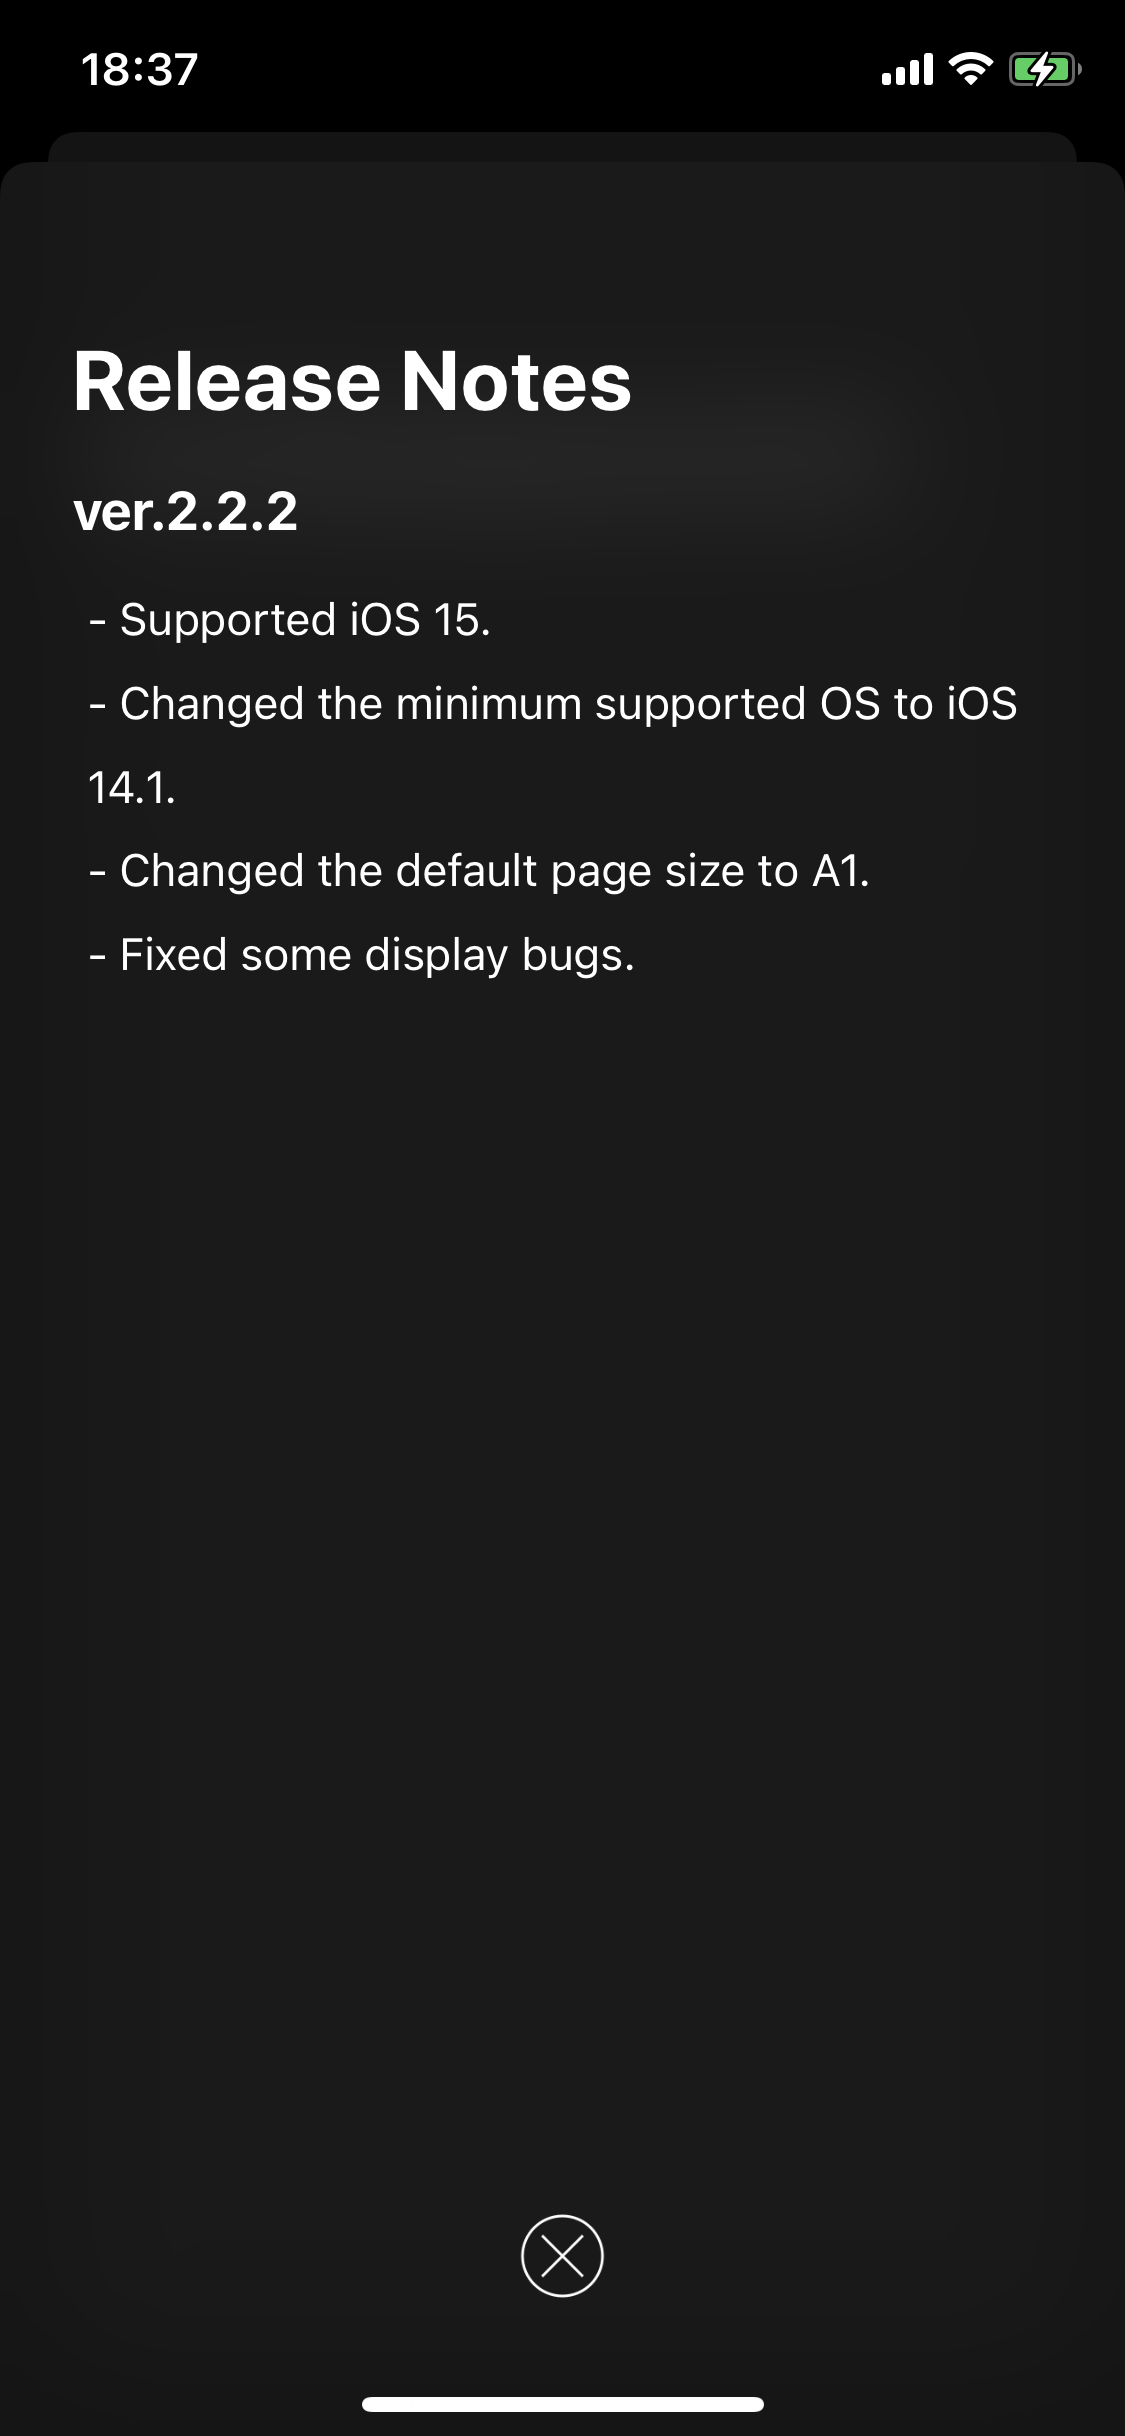 18:37
Release Notes
ver.2.2.2
- Supported iOS 15.
- Changed the minimum supported OS to iOS
14.1.
- Changed the default page size to A1.
- Fixed some display bugs.